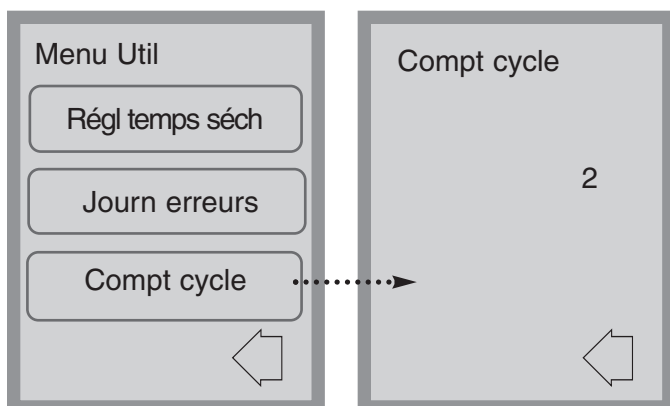 Menu Util
Régl temps séch
Journ erreurs
Compt cycle
Compt cycle
2